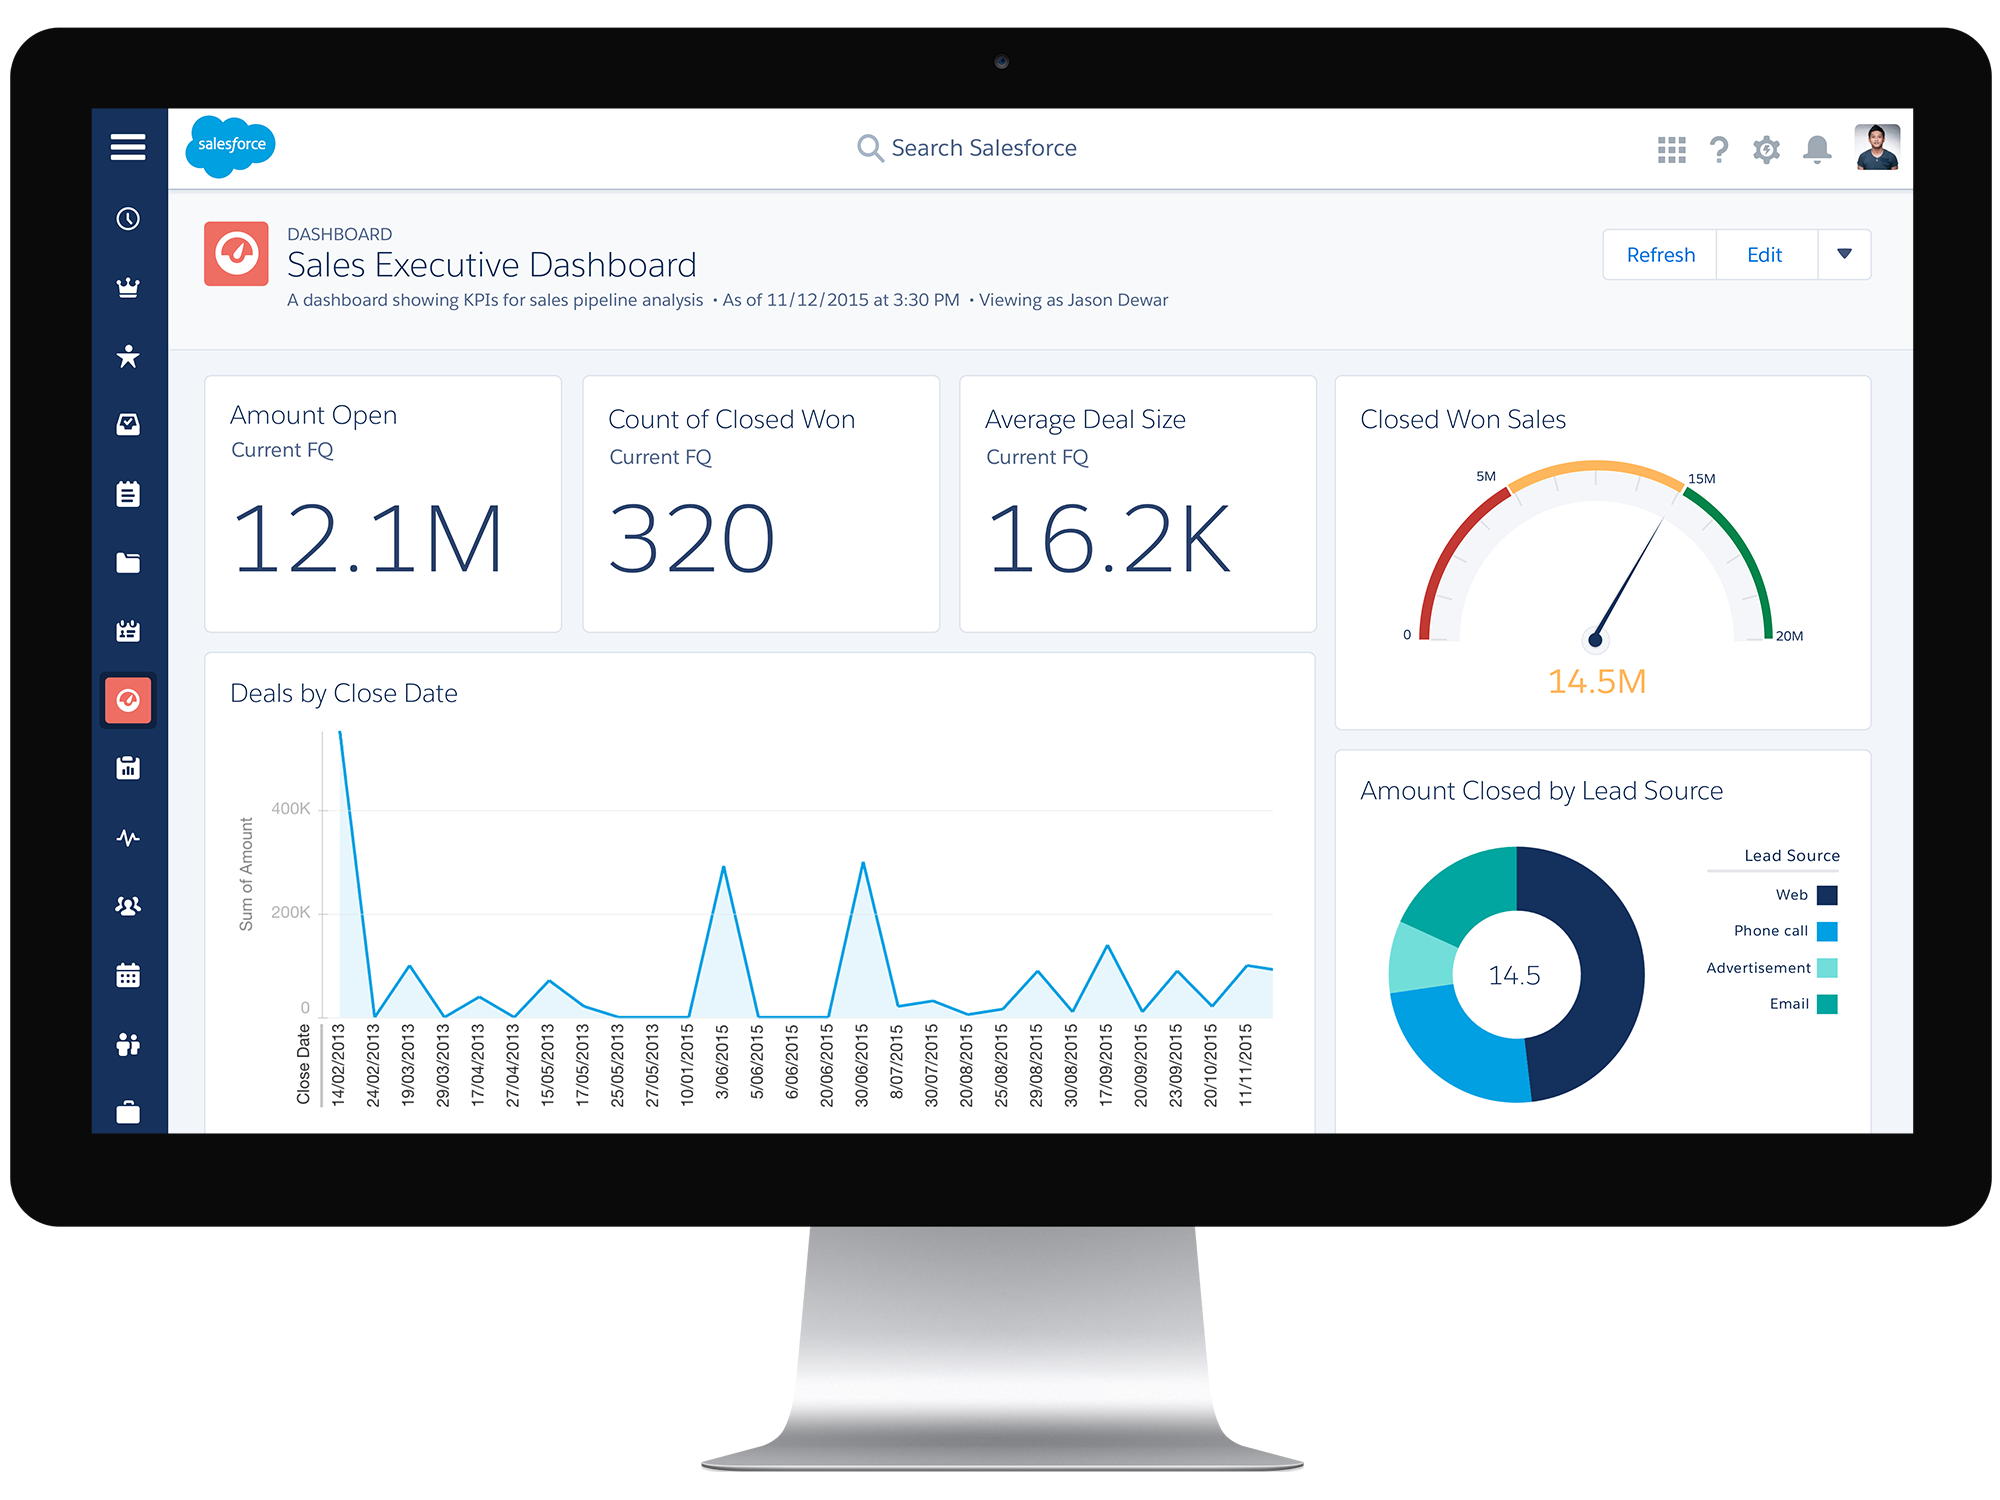 salesforce
Search Salesforce
DASHBOARD
Sales Executive Dashboard
A dashboard showing KPIs for sales pipeline analysis • As of 11/12/2015 at 3:30 PM • Viewing as Jason Dewar
Refresh
Edit
Amount Open
Current FQ
12.1M
Count of Closed Won
Current FQ
320
Average Deal Size
Current FQ
16.2K
Closed Won Sales
0
5M
15M
20M
14.5M
Deals by Close Date
Sum of Amount
400K
200K
0
Close Date
14/02/2013
24/02/2013
19/03/2013
29/03/2013
17/04/2013
27/04/2013
15/05/2013
17/05/2013
25/05/2013
27/05/2013
10/01/2015
3/06/2015
5/06/2015
6/06/2015
20/06/2015
30/06/2015
8/07/2015
30/07/2015
20/08/2015
25/08/2015
29/08/2015
30/08/2015
17/09/2015
20/09/2015
23/09/2015
20/10/2015
11/11/2015
Amount Closed by Lead Source
14.5
Lead Source
Web
Phone call
Advertisement
Email